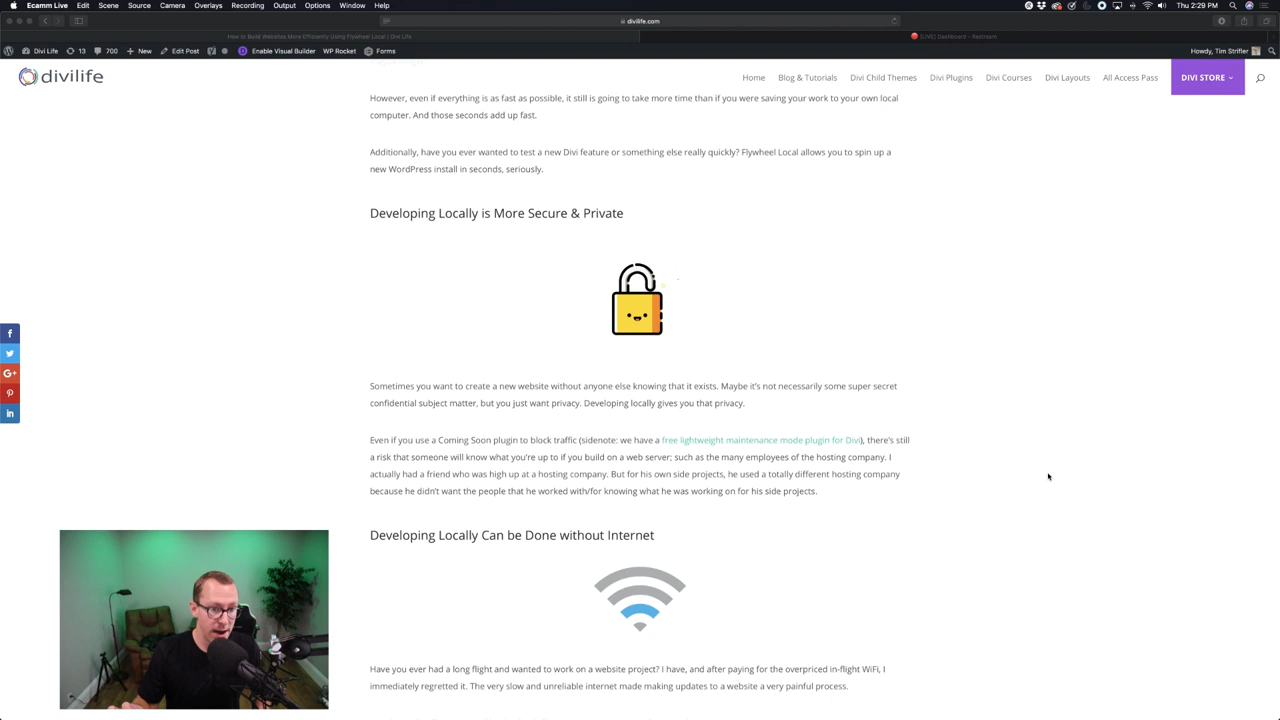 Ecamm Live File Edit Scene Source Camera Overlays Recording Output Options Window Help
Thu 2:29 PM
divilife.com
How to Build Websites More Efficiently Using Flywheel Local | Divi Life
(LIVE) Dashboard - Restream
Divi Life 13 700 New Edit Post Enable Visual Builder WP Rocket Forms
Howdy, Tim Strifler
divilife
Home Blog & Tutorials Divi Child Themes Divi Plugins Divi Courses Divi Layouts All Access Pass DIVI STORE
However, even if everything is as fast as possible, it still is going to take more time than if you were saving your work to your own local
computer. And those seconds add up fast.
Additionally, have you ever wanted to test a new Divi feature or something else really quickly? Flywheel Local allows you to spin up a
new WordPress install in seconds, seriously.
Developing Locally is More Secure & Private
Sometimes you want to create a new website without anyone else knowing that it exists. Maybe it's not necessarily some super secret
confidential subject matter, but you just want privacy. Developing locally gives you that privacy.
Even if you use a Coming Soon plugin to block traffic (sidenote: we have a free lightweight maintenance mode plugin for Divi), there's still
a risk that someone will know what you're up to if you build on a web server; such as the many employees of the hosting company. I
actually had a friend who was high up at a hosting company. But for his own side projects, he used a totally different hosting company
because he didn't want the people that he worked with/for knowing what he was working on for his side projects.
Developing Locally Can be Done without Internet
Have you ever had a long flight and wanted to work on a website project? I have, and after paying for the overpriced in-flight WiFi, I
immediately regretted it. The very slow and unreliable internet made making updates to a website a very painful process.